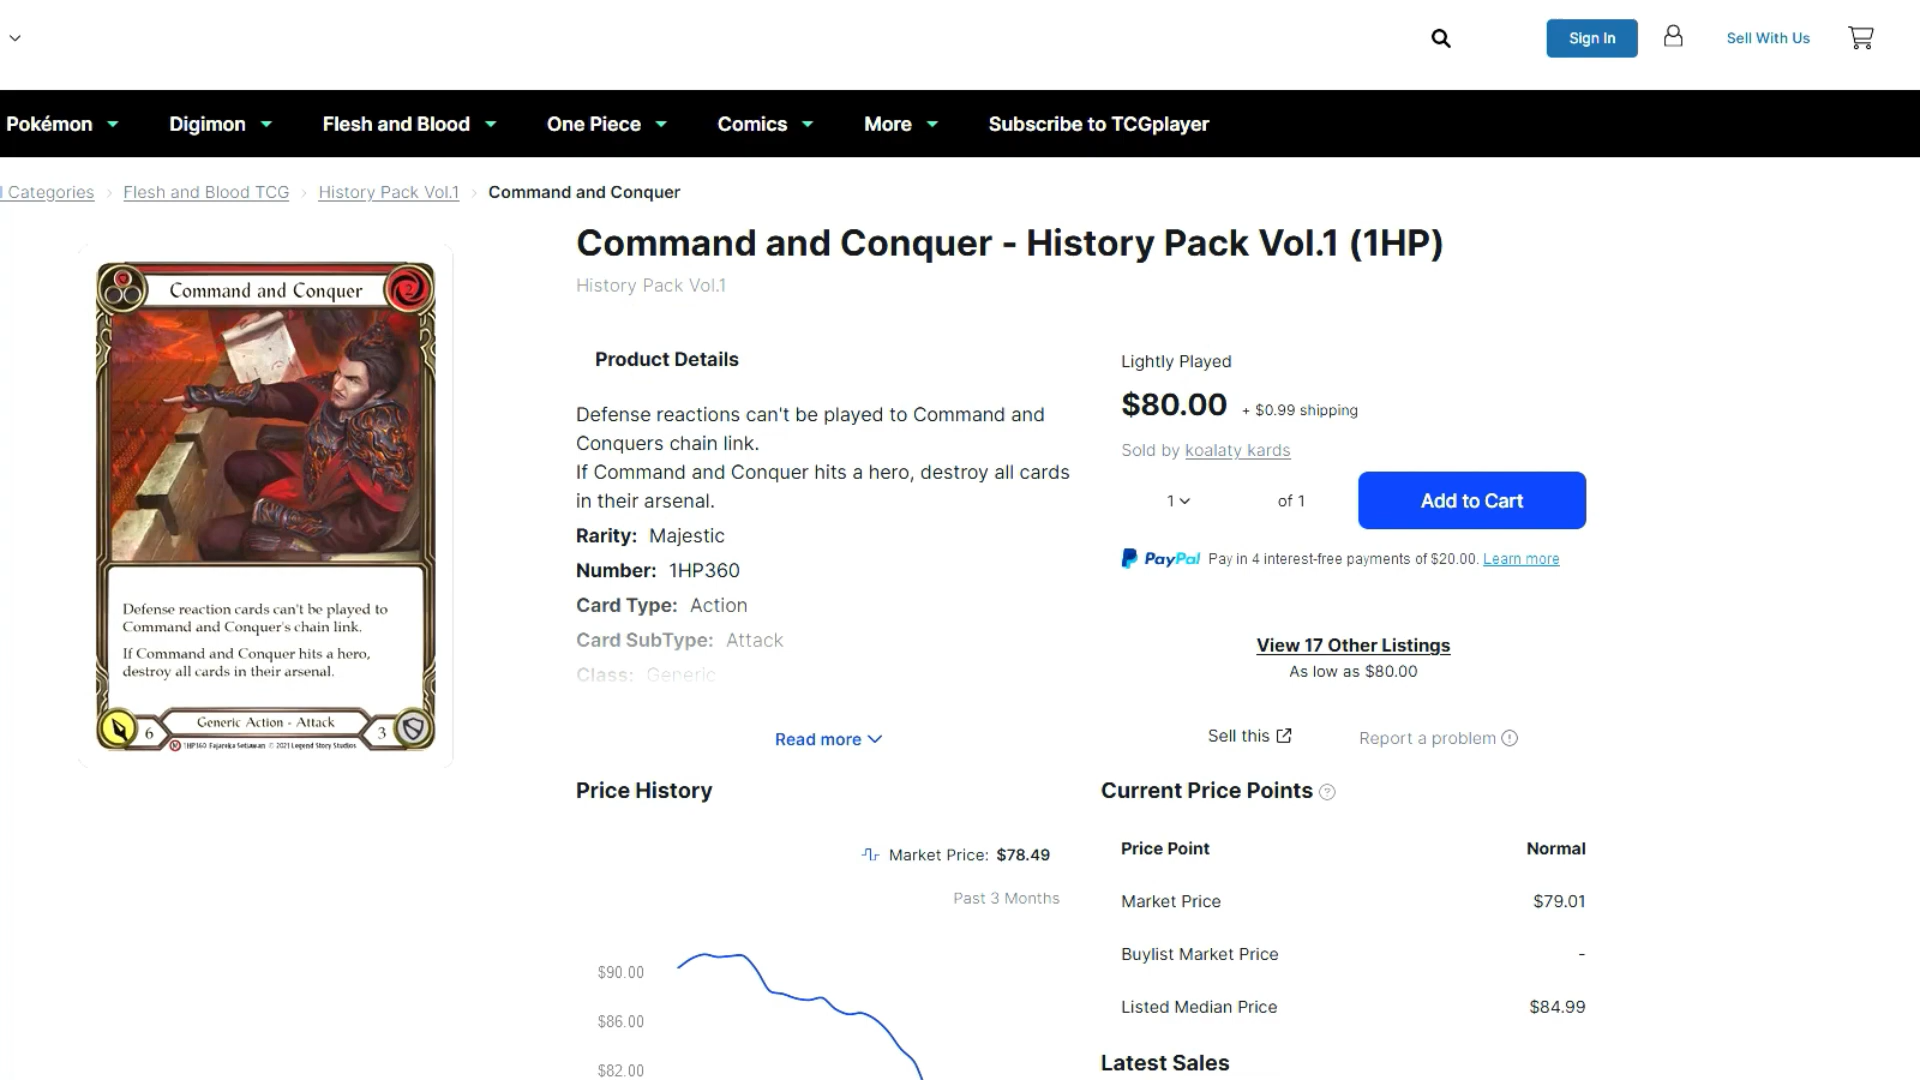 Sign In
Sell With Us
Pokémon
Digimon
Flesh and Blood
One Piece
Comics
More
Subscribe to TCGplayer
Categories
Flesh and Blood TCG
History Pack Vol.1
Command and Conquer
Command and Conquer - History Pack Vol.1 (1HP)
History Pack Vol.1
Command and Conquer
2
Defense reaction cards can't be played to
Command and Conquer's chain link.
If Command and Conquer hits a hero,
destroy all cards in their arsenal.
Generic Action - Attack
6
3
1HP360 Fajareka Setiawan © 2021 Legend Story Studios
Product Details
Defense reactions can't be played to Command and
Conquers chain link.
If Command and Conquer hits a hero, destroy all cards
in their arsenal.
Rarity: Majestic
Number: 1HP360
Card Type: Action
Card SubType: Attack
Class: Generic
Read more
Lightly Played
$80.00 + $0.99 shipping
Sold by koalaty kards
1 of 1
Add to Cart
PayPal Pay in 4 interest-free payments of $20.00. Learn more
View 17 Other Listings
As low as $80.00
Sell this
Report a problem
Price History
Market Price: $78.49
Past 3 Months
$90.00
$86.00
$82.00
Current Price Points
Price Point Normal
Market Price $79.01
Buylist Market Price -
Listed Median Price $84.99
Latest Sales